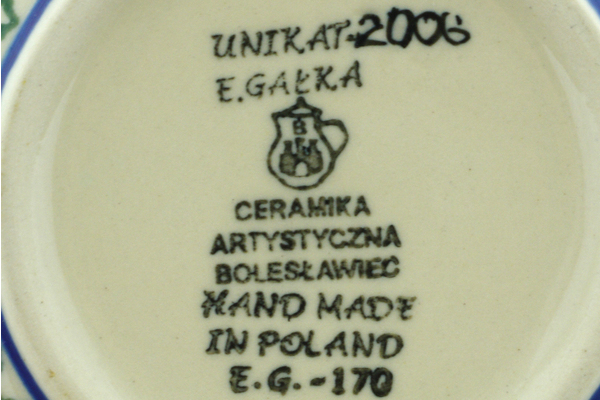 UNIKAT-2006
E.GAŁKA
B
CERAMIKA
ARTYSTYCZNA
BOLESŁAWIEC
HAND MADE
IN POLAND
E.G.-170